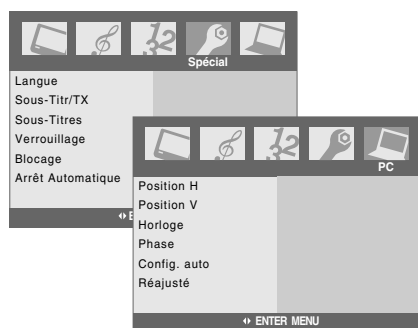 Spécial
Langue
Sous-Titr/TX
Sous-Titres
Verrouillage
Blocage
Arrêt Automatique
PC
Position H
Position V
Horloge
Phase
Config. auto
Réajusté
ENTER MENU